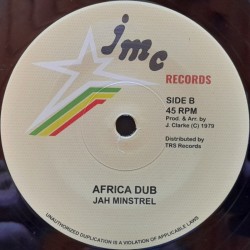 jmc
RECORDS
SIDE B
45 RPM
Prod. & Arr. by
J. Clarke (C) 1979
Distributed by
TRS Records
AFRICA DUB
JAH MINSTREL
UNAUTHORIZED DUPLICATION IS A VIOLATION OF APPLICABLE LAWS